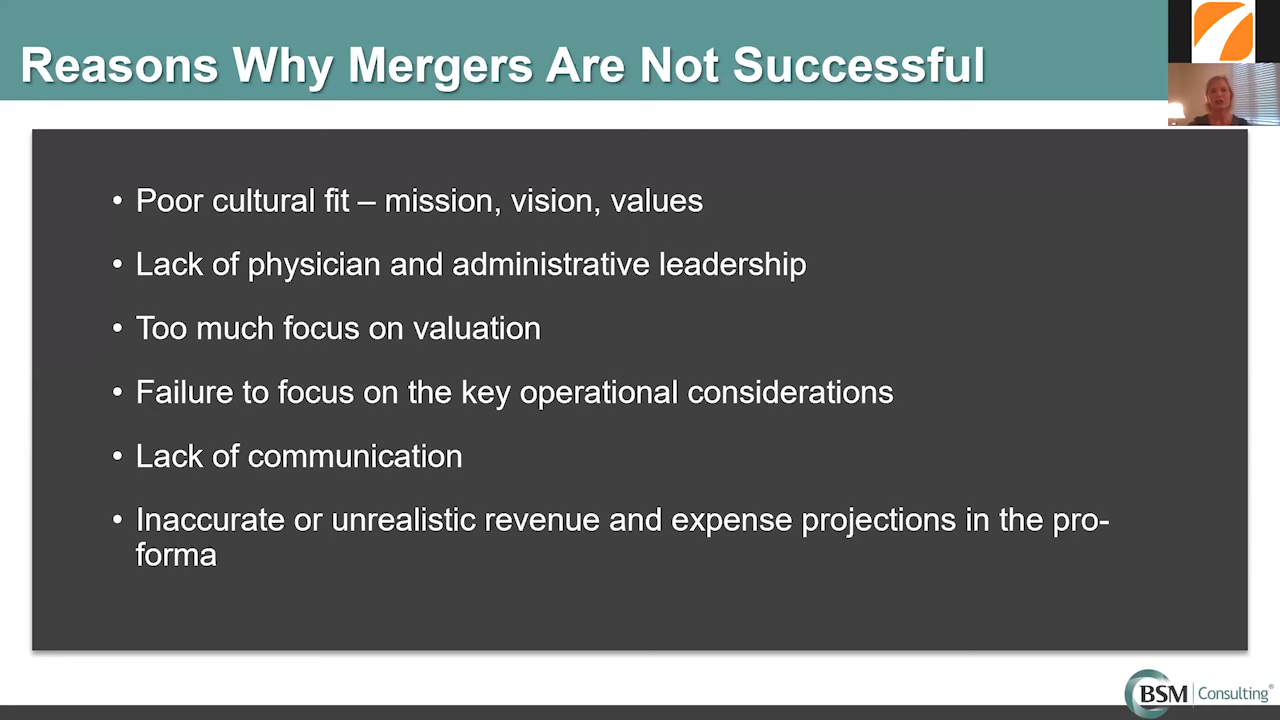 Reasons Why Mergers Are Not Successful
• Poor cultural fit – mission, vision, values
• Lack of physician and administrative leadership
• Too much focus on valuation
• Failure to focus on the key operational considerations
• Lack of communication
• Inaccurate or unrealistic revenue and expense projections in the pro-
forma
BSM Consulting®